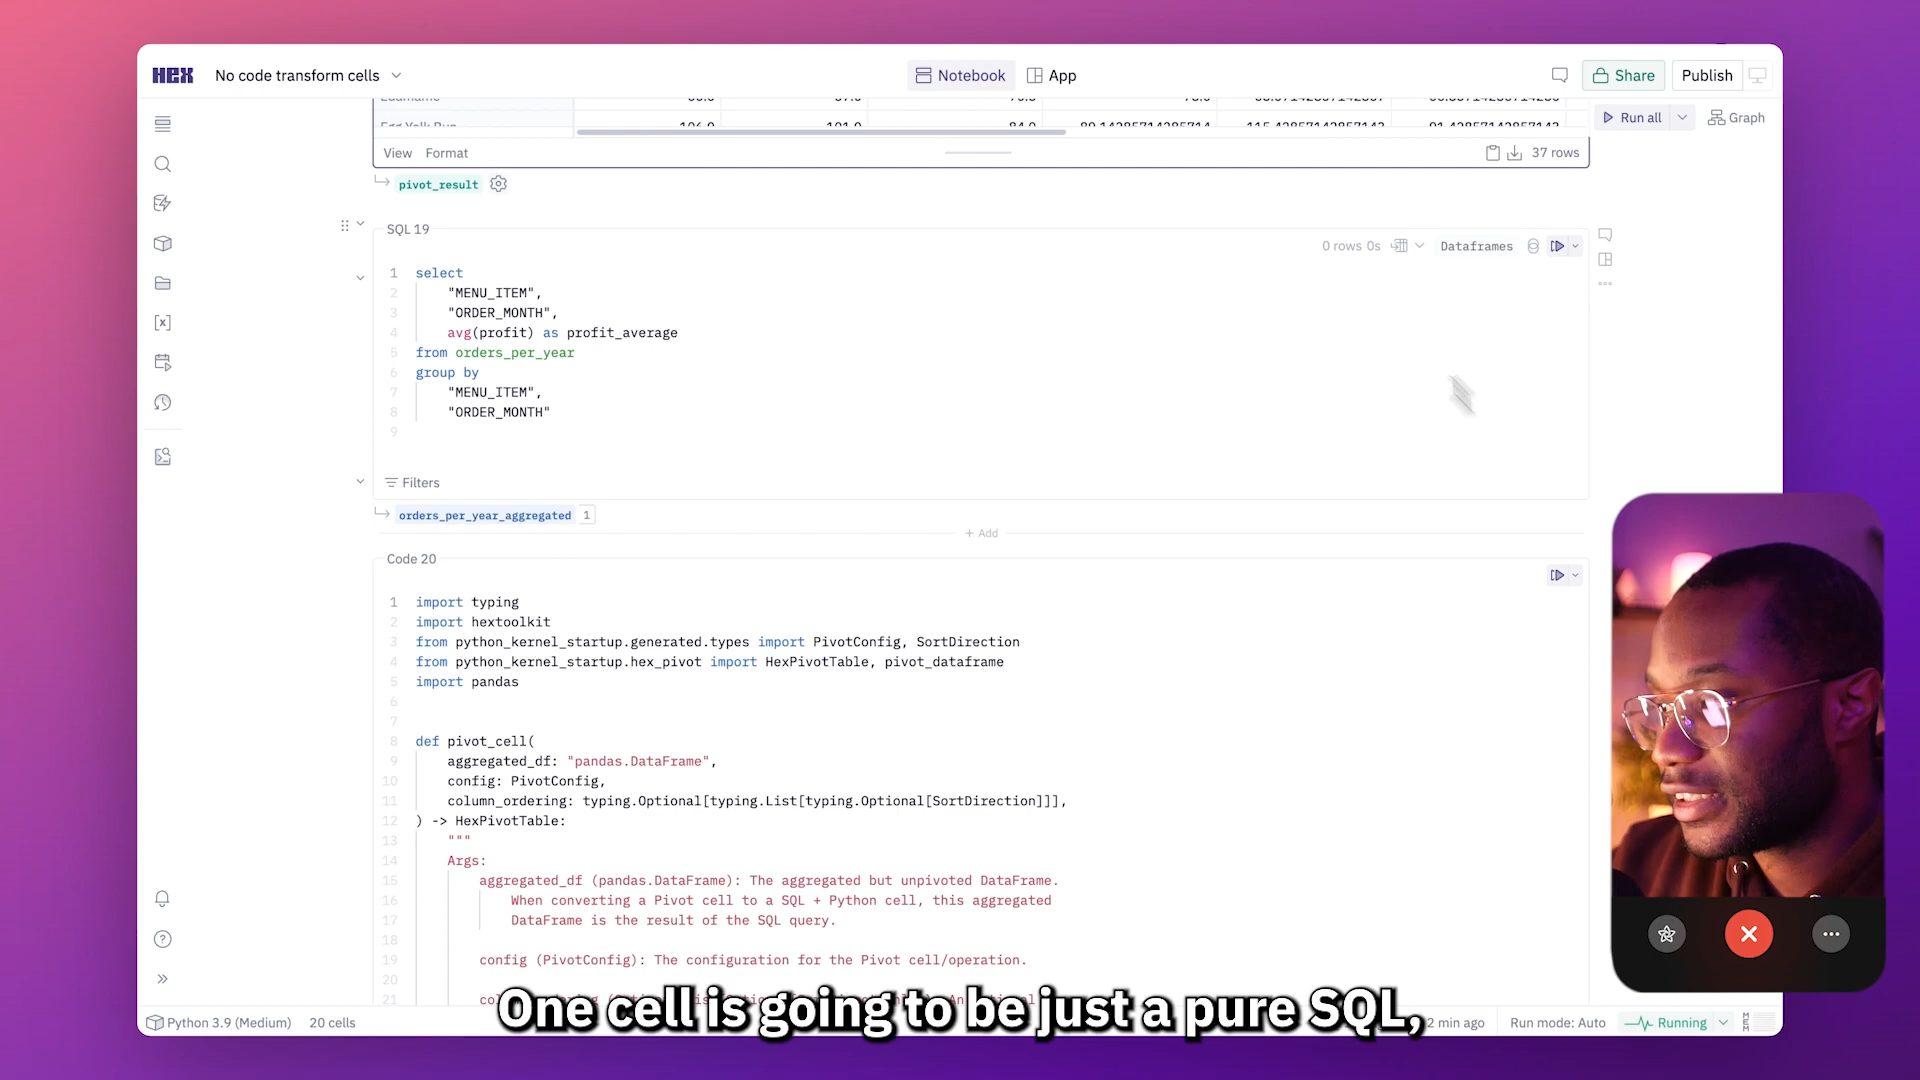 HEX
No code transform cells
Notebook
App
Share
Publish
Run all
Graph
View Format
37 rows
pivot_result
SQL 19
0 rows 0s
Dataframes
1 select
2 "MENU_ITEM",
3 "ORDER_MONTH",
4 avg(profit) as profit_average
5 from orders_per_year
6 group by
7 "MENU_ITEM",
8 "ORDER_MONTH"
9
Filters
orders_per_year_aggregated 1
+ Add
Code 20
1 import typing
2 import hextoolkit
3 from python_kernel_startup.generated.types import PivotConfig, SortDirection
4 from python_kernel_startup.hex_pivot import HexPivotTable, pivot_dataframe
5 import pandas
6
7
8 def pivot_cell(
9 aggregated_df: "pandas.DataFrame",
10 config: PivotConfig,
11 column_ordering: typing.Optional[typing.List[typing.Optional[SortDirection]]],
12 ) -> HexPivotTable:
13 """
14 Args:
15 aggregated_df (pandas.DataFrame): The aggregated but unpivoted DataFrame.
16 When converting a Pivot cell to a SQL + Python cell, this aggregated
17 DataFrame is the result of the SQL query.
18
19 config (PivotConfig): The configuration for the Pivot cell/operation.
20
21
One cell is going to be just a pure SQL,
Python 3.9 (Medium)
20 cells
2 min ago
Run mode: Auto
Running